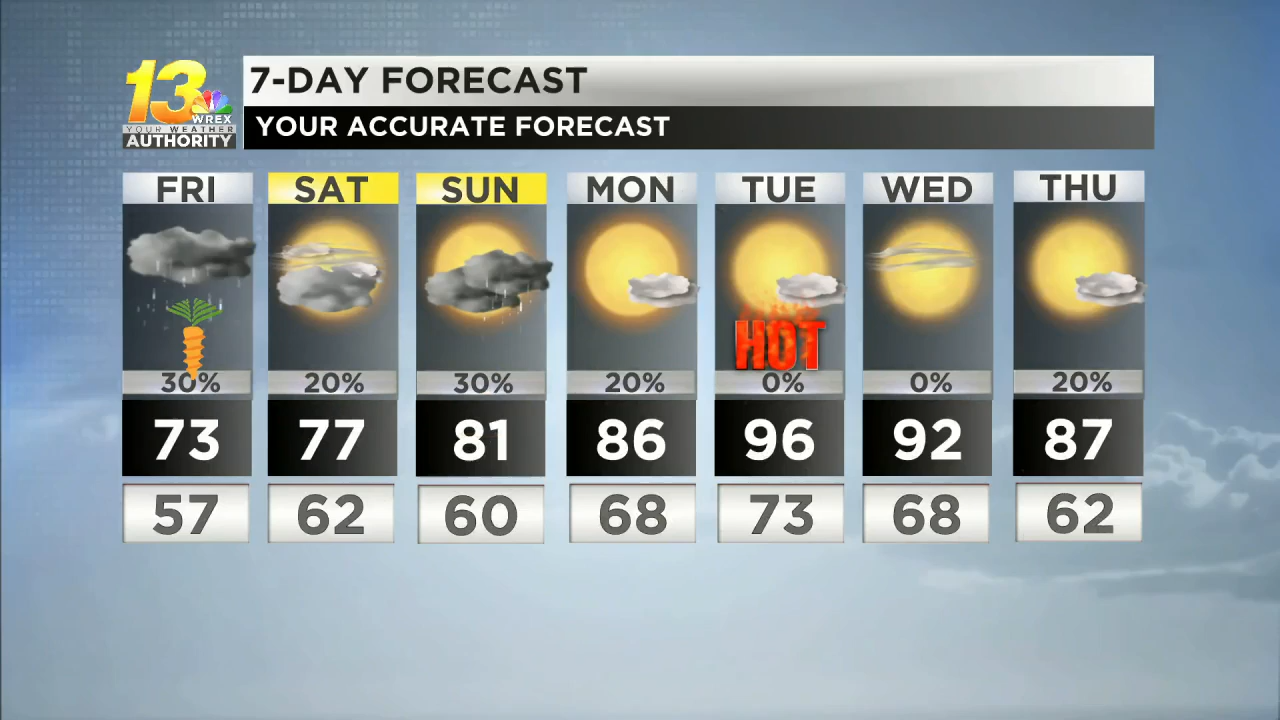 13
WREX
YOUR WEATHER
AUTHORITY
7-DAY FORECAST
YOUR ACCURATE FORECAST
FRI SAT SUN MON TUE WED THU
HOT
30% 20% 30% 20% 0% 0% 20%
73 77 81 86 96 92 87
57 62 60 68 73 68 62